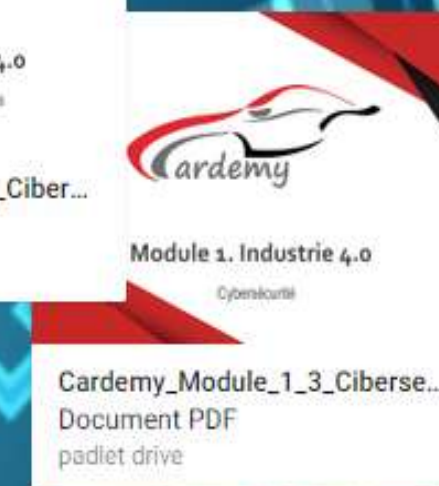 4.0
_Ciber...
Cardemy
Module 1. Industrie 4.0
Cybersécurité
Cardemy_Module_1_3_Ciberse...
Document PDF
padlet drive